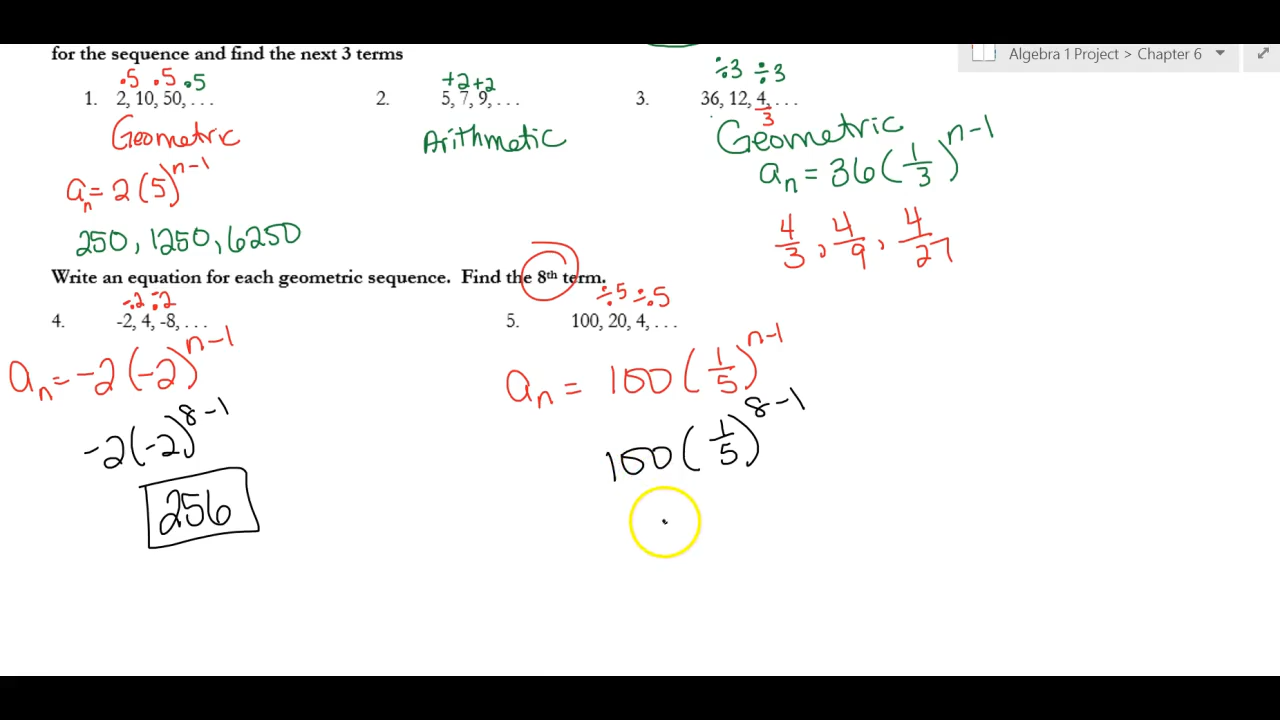 Algebra 1 Project > Chapter 6
for the sequence and find the next 3 terms
·5 ·5 ·5
+2 +2
÷3 ÷3
1. 2, 10, 50, . . .
2. 5, 7, 9, . . .
3. 36, 12, 4, . . .
3
Geometric
Arithmetic
Geometric
aₙ = 2(5)ⁿ⁻¹
aₙ = 36(1/3)ⁿ⁻¹
250, 1250, 6250
4/3, 4/9, 4/27
Write an equation for each geometric sequence. Find the 8th term.
÷-2 ÷-2
÷5 ÷5
4. -2, 4, -8, . . .
5. 100, 20, 4, . . .
aₙ = -2(-2)ⁿ⁻¹
aₙ = 100(1/5)ⁿ⁻¹
-2(-2)⁸⁻¹
100(1/5)⁸⁻¹
256